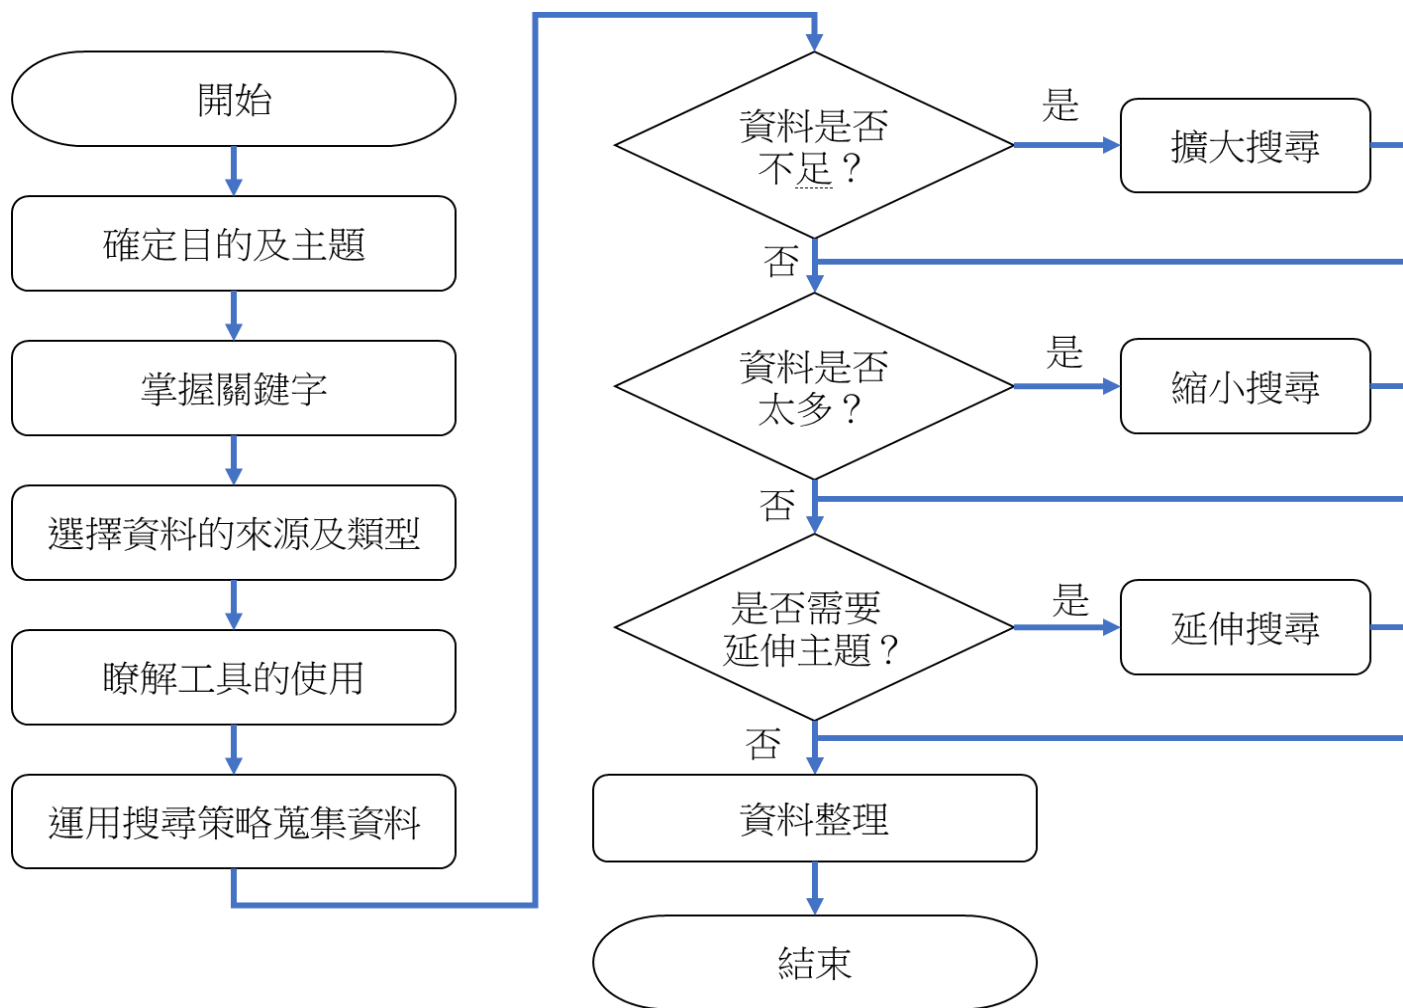 開始
確定目的及主題
掌握關鍵字
選擇資料的來源及類型
瞭解工具的使用
運用搜尋策略蒐集資料
資料是否
不足？
是
擴大搜尋
否
資料是否
太多？
是
縮小搜尋
否
是否需要
延伸主題？
是
延伸搜尋
否
資料整理
結束